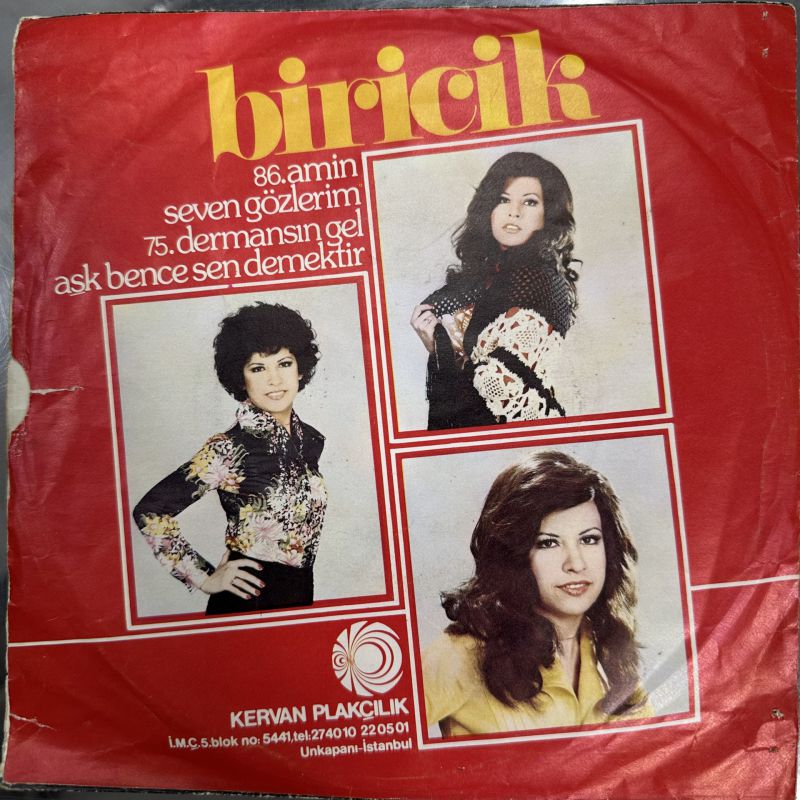 biricik
86.amin
seven gözlerim
75.dermansın gel
aşk bence sen demektir
KERVAN PLAKÇILIK
İ.M.Ç.5.blok no: 5441,tel:274010 220501
Unkapanı-İstanbul